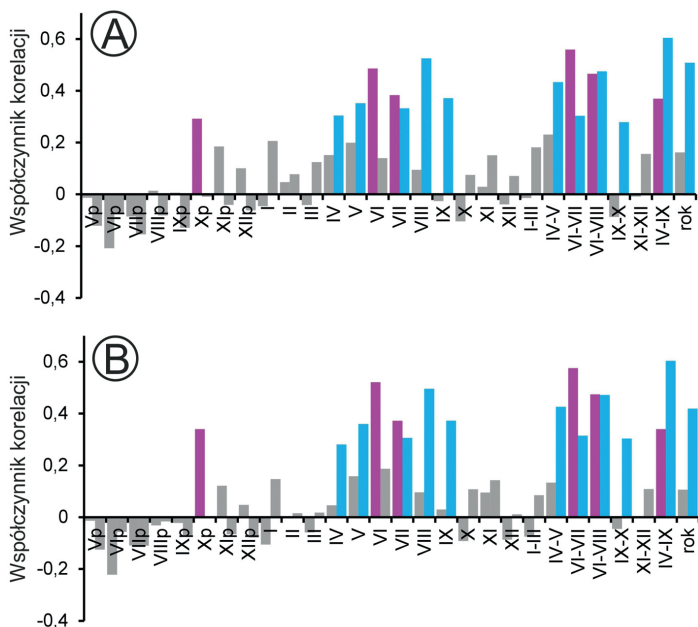 A
Współczynnik korelacji
0,6
0,4
0,2
0
-0,2
-0,4
Vp VIp VIIp VIIIp IXp Xp XIp XIIp I II III IV V VI VII VIII IX X XI XII I-III IV-V VI-VII VI-VIII IX-X XI-XII IV-IX rok
B
Współczynnik korelacji
0,6
0,4
0,2
0
-0,2
-0,4
Vp VIp VIIp VIIIp IXp Xp XIp XIIp I II III IV V VI VII VIII IX X XI XII I-III IV-V VI-VII VI-VIII IX-X XI-XII IV-IX rok